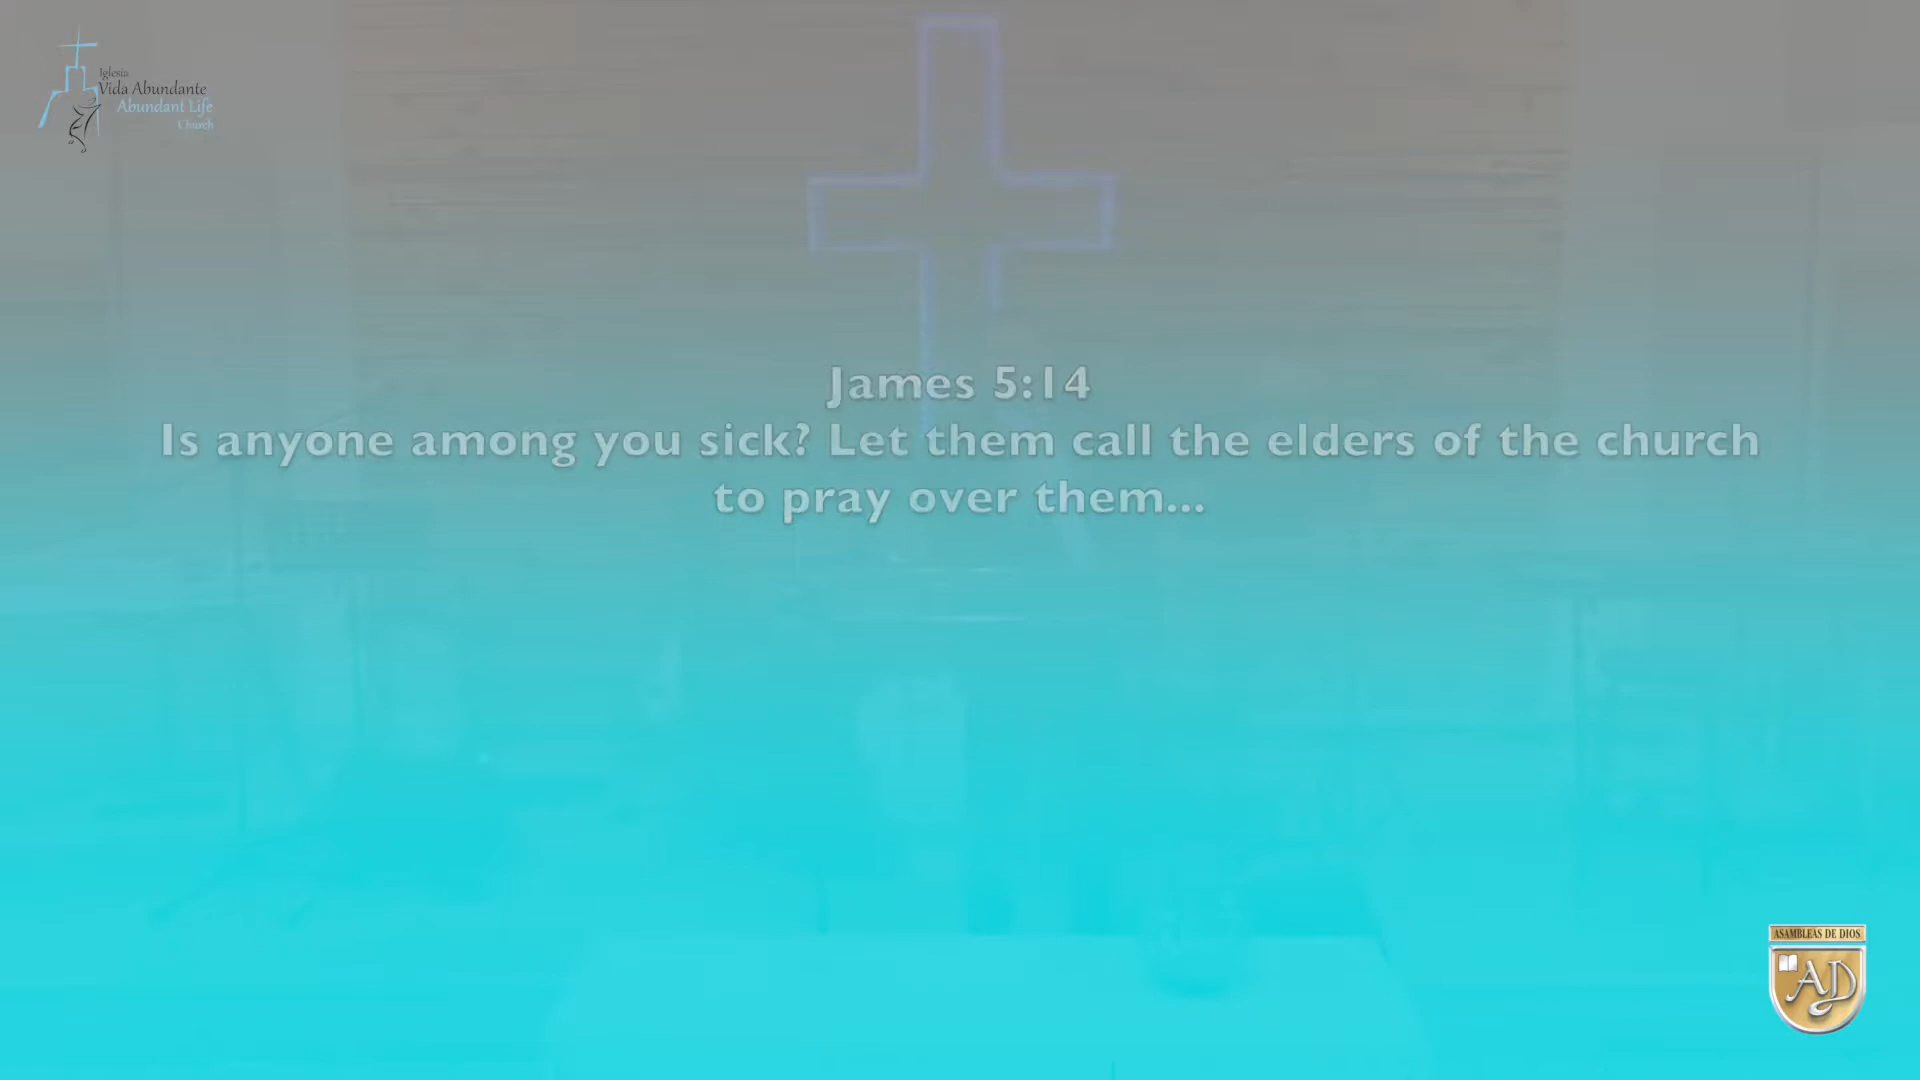 Iglesia
Vida Abundante
Abundant Life
Church
James 5:14
Is anyone among you sick? Let them call the elders of the church
to pray over them...
ASAMBLEAS DE DIOS
AD